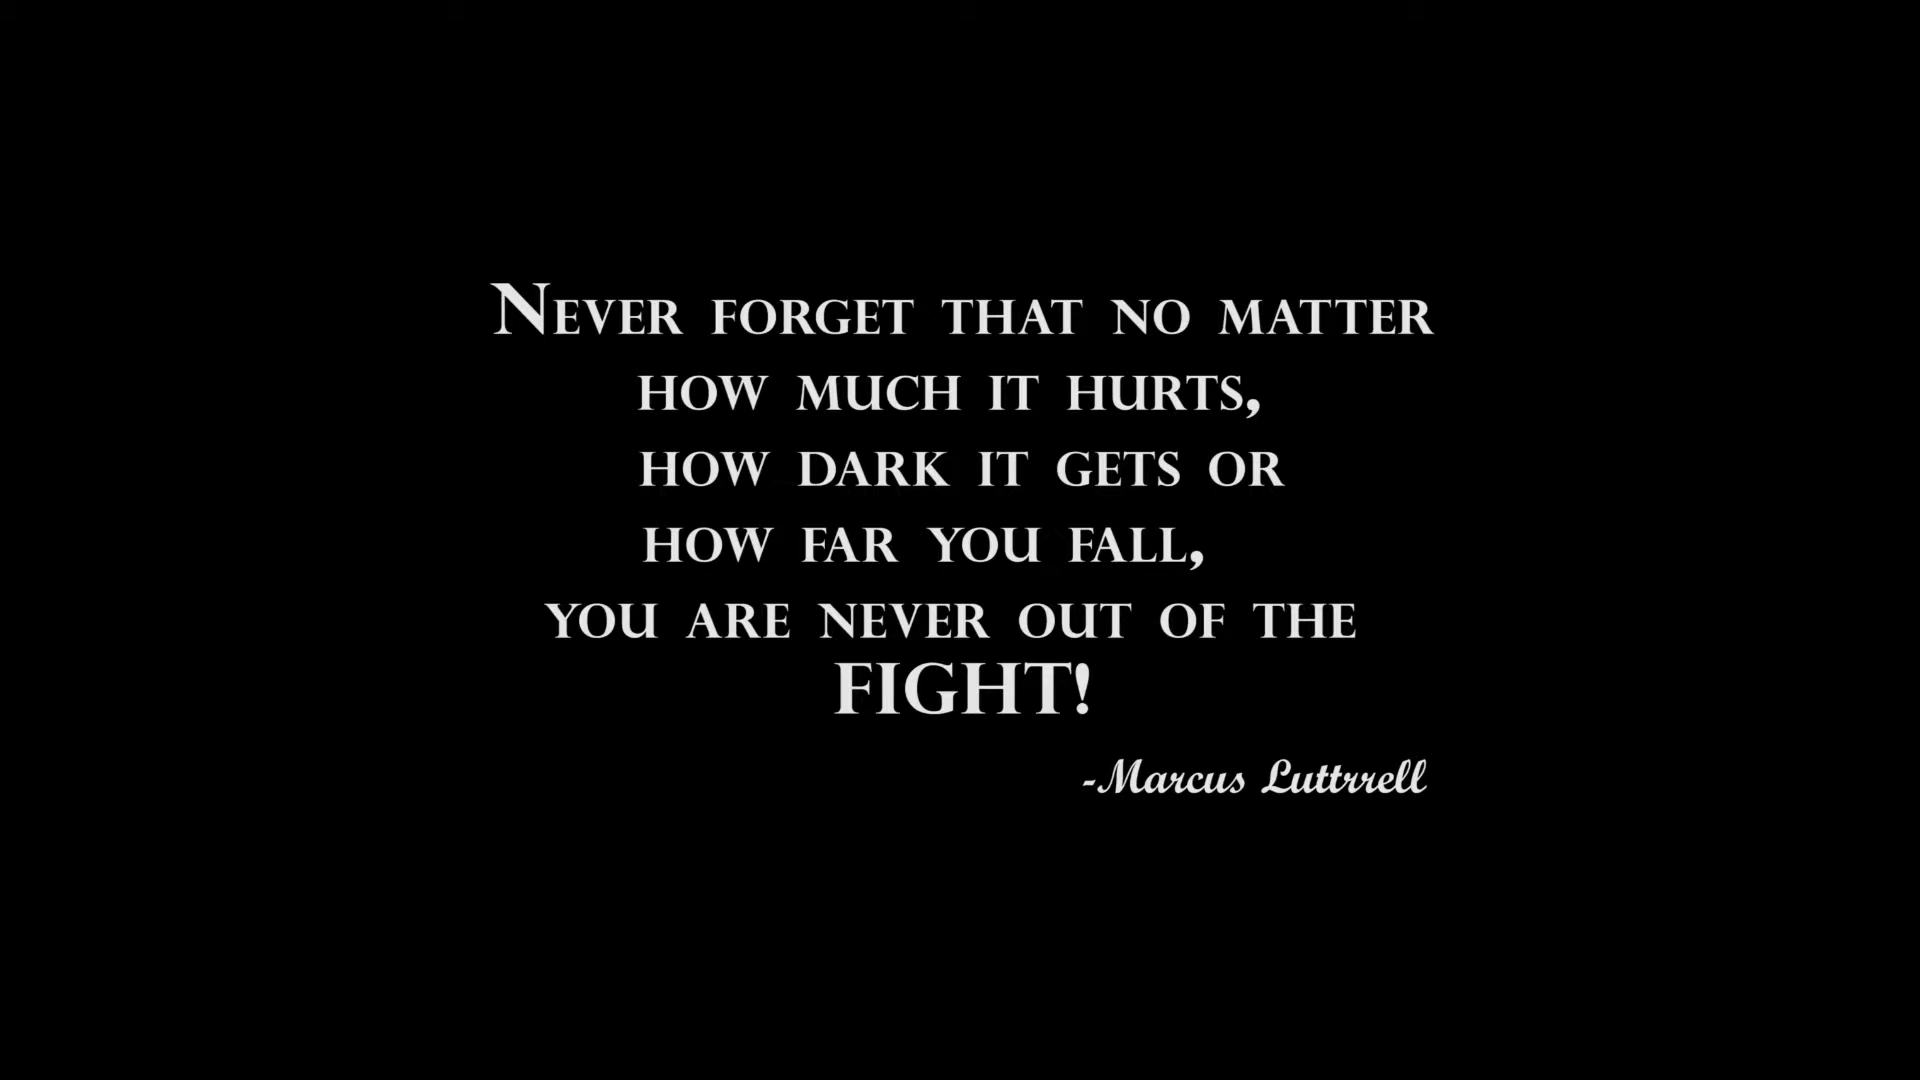 Never forget that no matter
how much it hurts,
how dark it gets or
how far you fall,
you are never out of the
FIGHT!
-Marcus Luttrrell